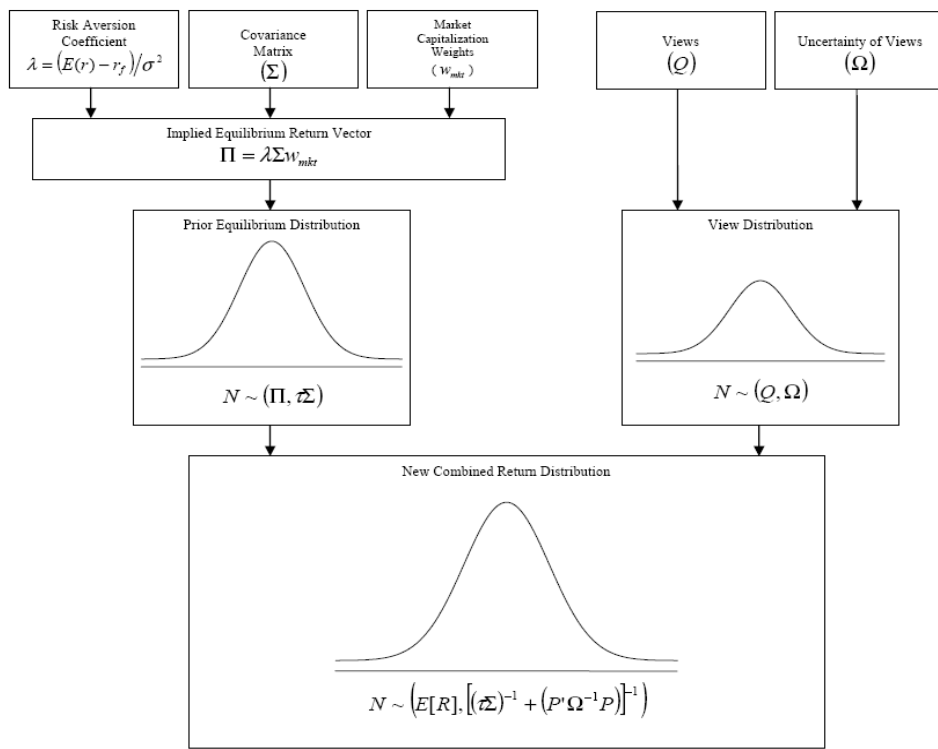 Risk Aversion
Coefficient
λ = (E(r) − r_f)/σ²
Covariance
Matrix
(Σ)
Market
Capitalization
Weights
(w_mkt)
Views
(Q)
Uncertainty of Views
(Ω)
Implied Equilibrium Return Vector
Π = λΣw_mkt
Prior Equilibrium Distribution
N ~ (Π, τΣ)
View Distribution
N ~ (Q, Ω)
New Combined Return Distribution
N ~ (E[R], [(τΣ)⁻¹ + (P'Ω⁻¹P)]⁻¹)